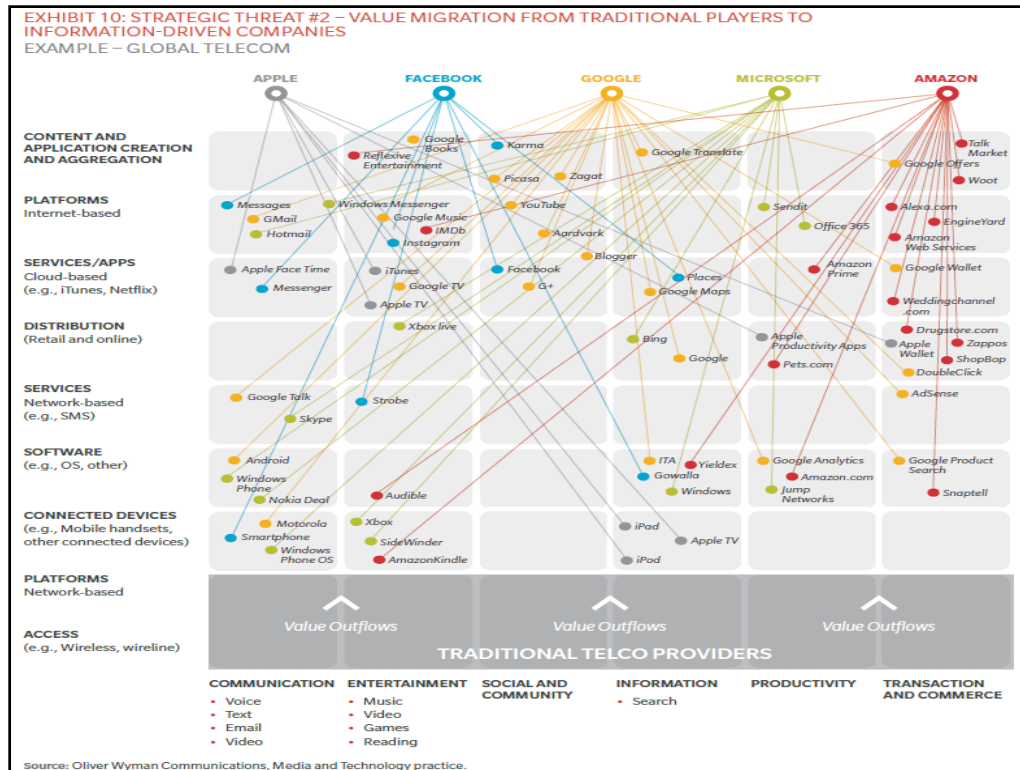 EXHIBIT 10: STRATEGIC THREAT #2 – VALUE MIGRATION FROM TRADITIONAL PLAYERS TO
INFORMATION-DRIVEN COMPANIES
EXAMPLE – GLOBAL TELECOM
APPLE FACEBOOK GOOGLE MICROSOFT AMAZON
CONTENT AND
APPLICATION CREATION
AND AGGREGATION
Google
Books
Reflexive
Entertainment
Karma
Picasa
Zagat
Google Translate
Talk
Market
Google Offers
Woot
PLATFORMS
Internet-based
Messages
GMail
Hotmail
Windows Messenger
Google Music
IMDb
Instagram
YouTube
Aardvark
Blogger
Sendit
Office 365
Alexa.com
EngineYard
Amazon
Web Services
SERVICES/APPS
Cloud-based
(e.g., iTunes, Netflix)
Apple Face Time
Messenger
iTunes
Google TV
Apple TV
Facebook
G+
Places
Google Maps
Amazon
Prime
Google Wallet
Weddingchannel
.com
DISTRIBUTION
(Retail and online)
Xbox live
Bing
Google
Apple
Productivity Apps
Pets.com
Drugstore.com
Apple
Wallet
Zappos
ShopBop
DoubleClick
SERVICES
Network-based
(e.g., SMS)
Google Talk
Skype
Strobe
AdSense
SOFTWARE
(e.g., OS, other)
Android
Windows
Phone
Nokia Deal
Audible
ITA
Gowalla
Yieldex
Windows
Google Analytics
Amazon.com
Jump
Networks
Google Product
Search
Snaptell
CONNECTED DEVICES
(e.g., Mobile handsets,
other connected devices)
Motorola
Smartphone
Windows
Phone OS
Xbox
SideWinder
AmazonKindle
iPad
Apple TV
iPod
PLATFORMS
Network-based
ACCESS
(e.g., Wireless, wireline)
Value Outflows Value Outflows Value Outflows
TRADITIONAL TELCO PROVIDERS
COMMUNICATION
• Voice
• Text
• Email
• Video
ENTERTAINMENT
• Music
• Video
• Games
• Reading
SOCIAL AND
COMMUNITY
INFORMATION
• Search
PRODUCTIVITY
TRANSACTION
AND COMMERCE
Source: Oliver Wyman Communications, Media and Technology practice.